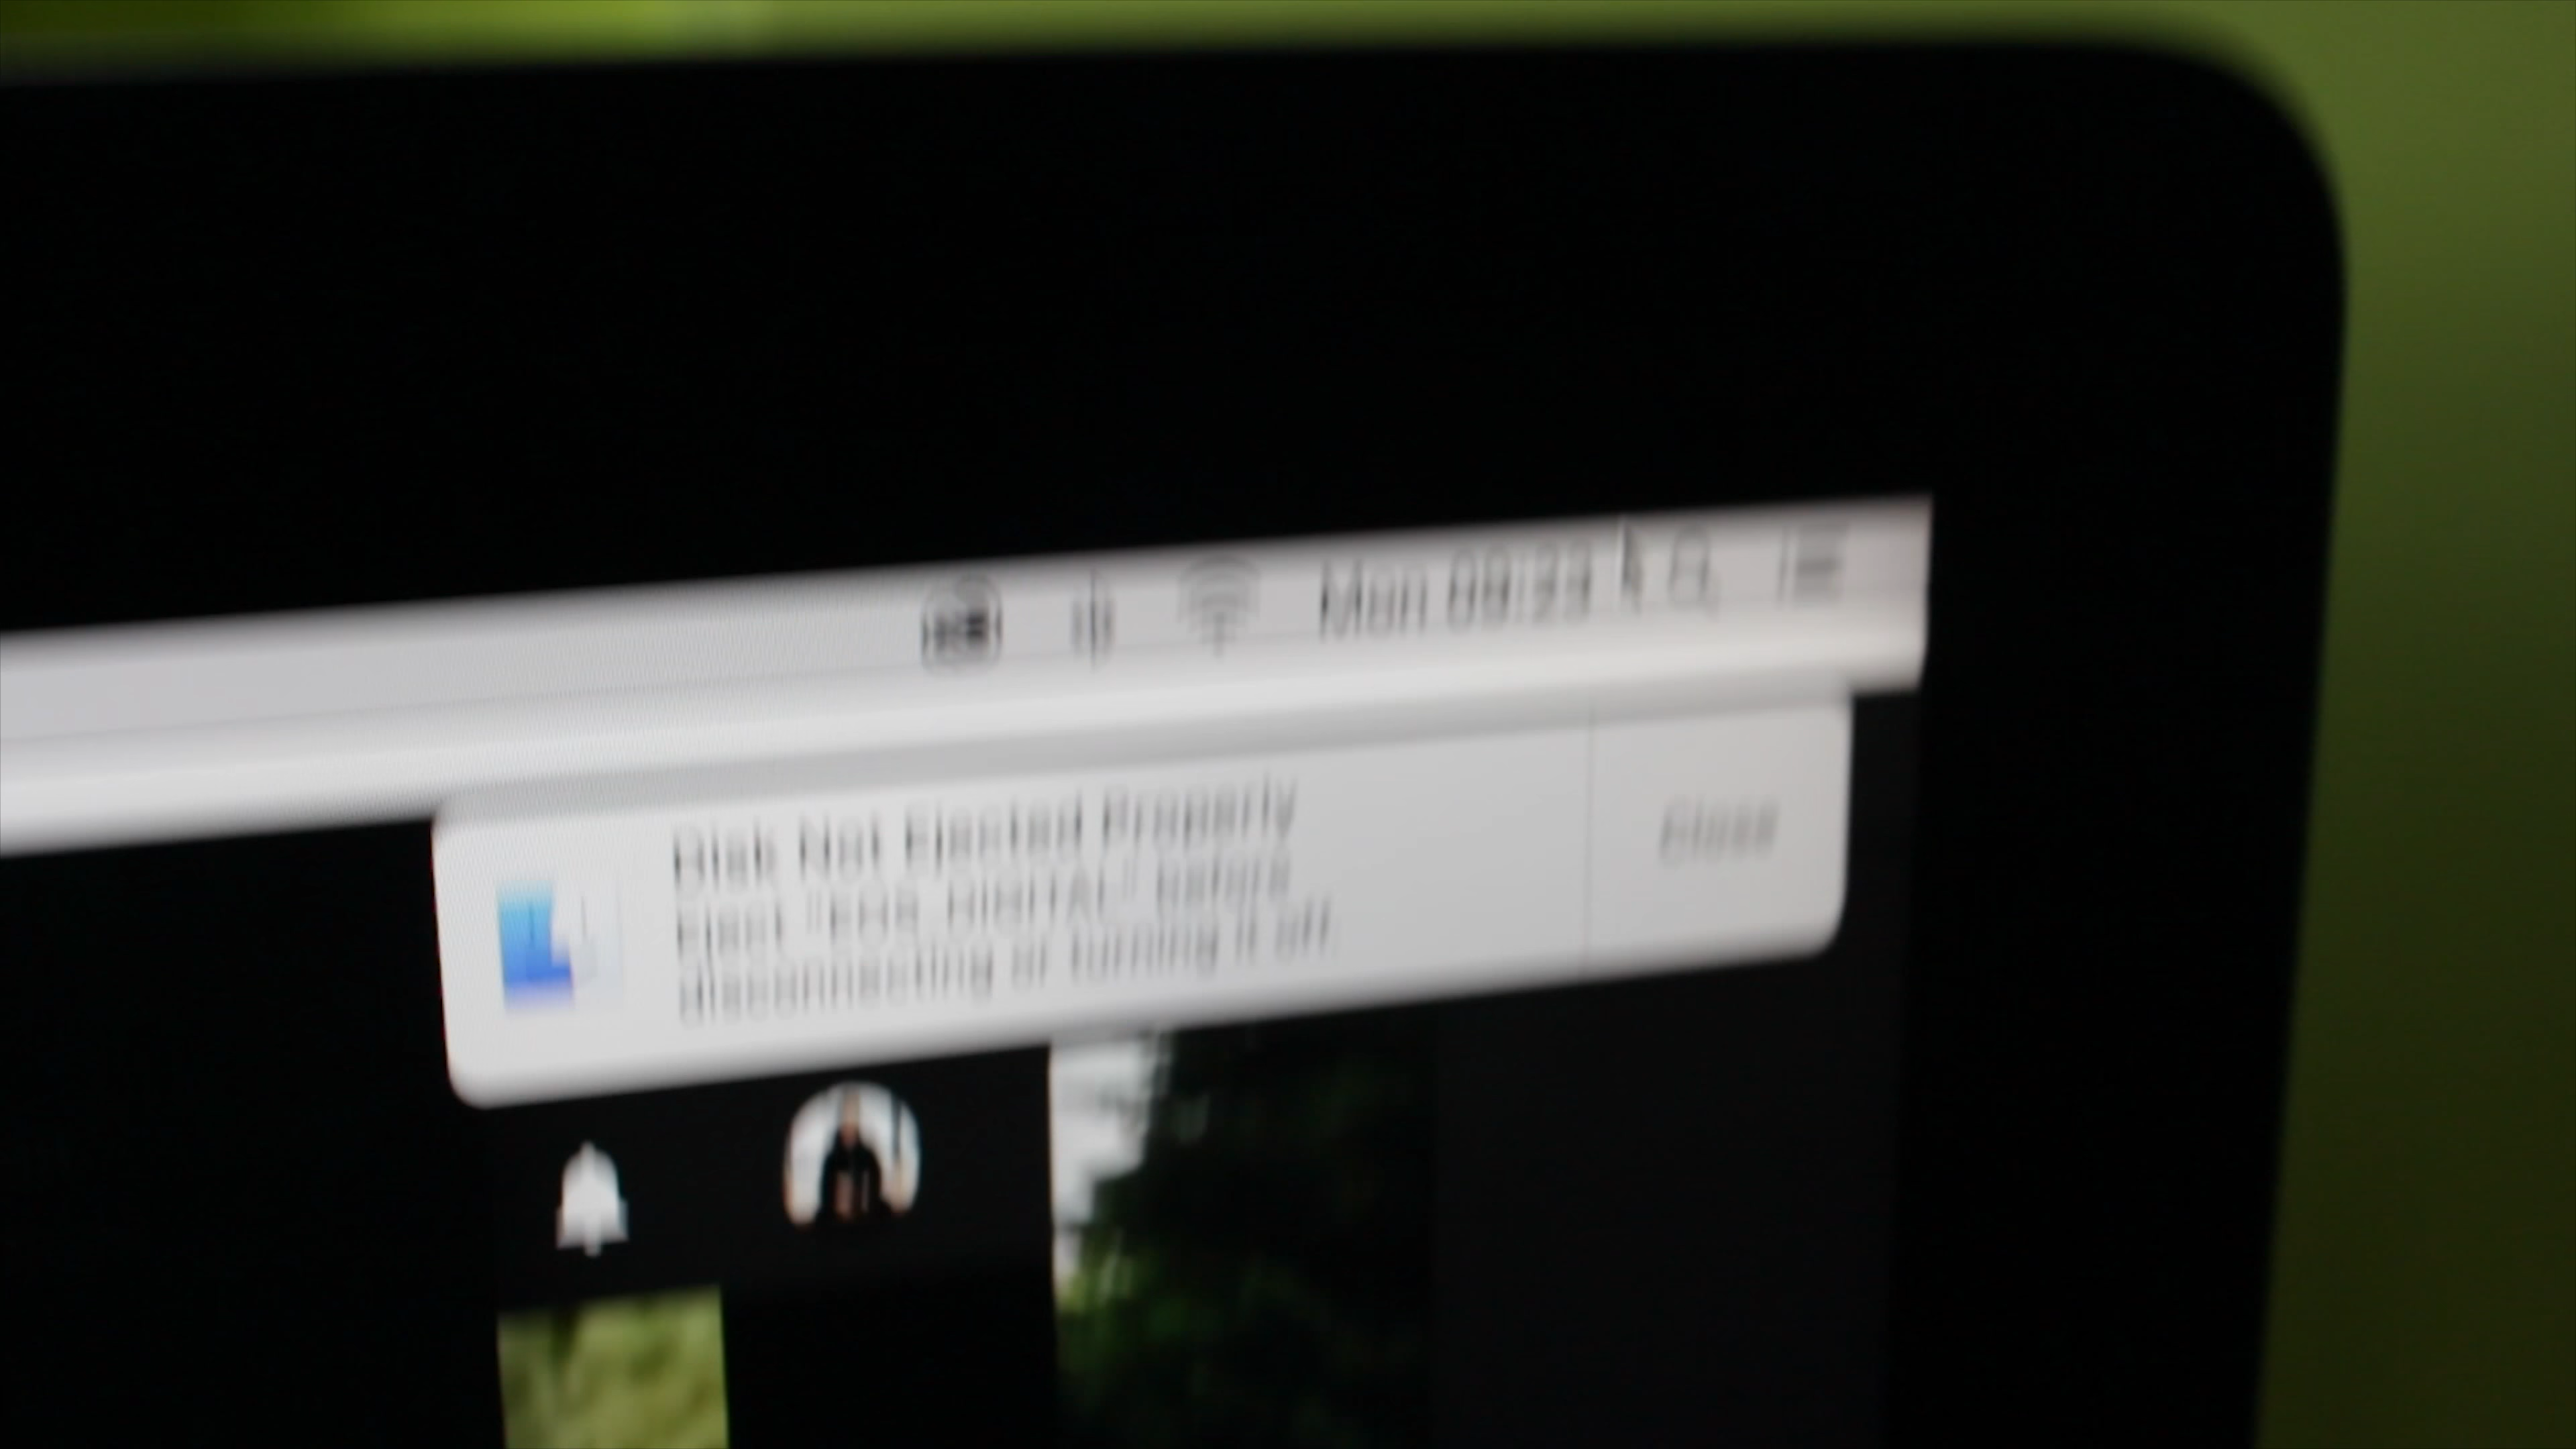 Mon 09:23
Disk Not Ejected Properly
Eject "EOS_DIGITAL" before
disconnecting or turning it off.
Close